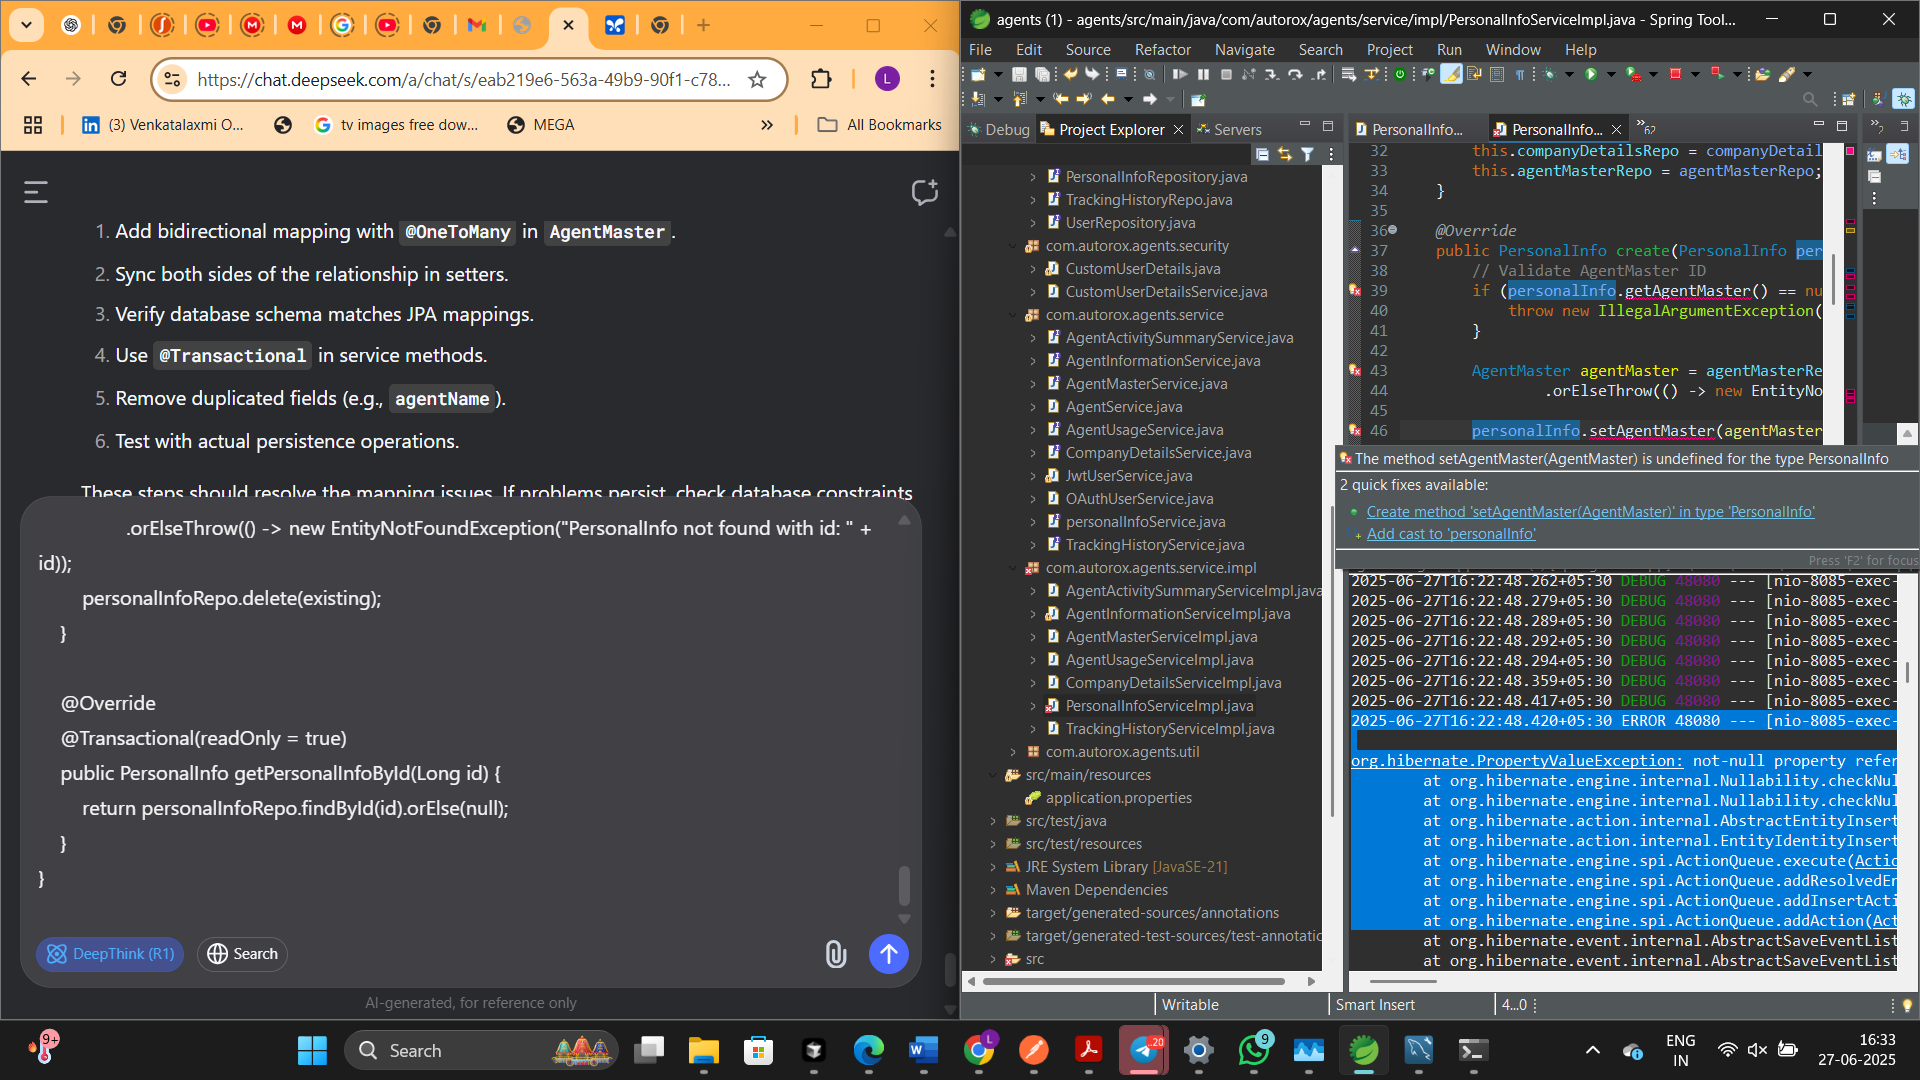 https://chat.deepseek.com/a/chat/s/eab219e6-563a-49b9-90f1-c78...
L
(3) Venkatalaxmi O...
tv images free dow...
MEGA
All Bookmarks
1. Add bidirectional mapping with @OneToMany in AgentMaster.
2. Sync both sides of the relationship in setters.
3. Verify database schema matches JPA mappings.
4. Use @Transactional in service methods.
5. Remove duplicated fields (e.g., agentName).
6. Test with actual persistence operations.
These steps should resolve the mapping issues. If problems persist, check database constraints
.orElseThrow(() -> new EntityNotFoundException("PersonalInfo not found with id: " +
id));
personalInfoRepo.delete(existing);
}
@Override
@Transactional(readOnly = true)
public PersonalInfo getPersonalInfoById(Long id) {
return personalInfoRepo.findById(id).orElse(null);
}
}
DeepThink (R1)
Search
AI-generated, for reference only
agents (1) - agents/src/main/java/com/autorox/agents/service/impl/PersonalInfoServiceImpl.java - Spring Tool...
File Edit Source Refactor Navigate Search Project Run Window Help
Debug
Project Explorer
Servers
PersonalInfoRepository.java
TrackingHistoryRepo.java
UserRepository.java
com.autorox.agents.security
CustomUserDetails.java
CustomUserDetailsService.java
com.autorox.agents.service
AgentActivitySummaryService.java
AgentInformationService.java
AgentMasterService.java
AgentService.java
AgentUsageService.java
CompanyDetailsService.java
JwtUserService.java
OAuthUserService.java
personalInfoService.java
TrackingHistoryService.java
com.autorox.agents.service.impl
AgentActivitySummaryServiceImpl.java
AgentInformationServiceImpl.java
AgentMasterServiceImpl.java
AgentUsageServiceImpl.java
CompanyDetailsServiceImpl.java
PersonalInfoServiceImpl.java
TrackingHistoryServiceImpl.java
com.autorox.agents.util
src/main/resources
application.properties
src/test/java
src/test/resources
JRE System Library [JavaSE-21]
Maven Dependencies
target/generated-sources/annotations
target/generated-test-sources/test-annotatic
src
PersonalInfo...
PersonalInfo...
62
32 this.companyDetailsRepo = companyDetail
33 this.agentMasterRepo = agentMasterRepo;
34 }
35
36 @Override
37 public PersonalInfo create(PersonalInfo per
38 // Validate AgentMaster ID
39 if (personalInfo.getAgentMaster() == nu
40 throw new IllegalArgumentException(
41 }
42
43 AgentMaster agentMaster = agentMasterRe
44 .orElseThrow(() -> new EntityNo
45
46 personalInfo.setAgentMaster(agentMaster
The method setAgentMaster(AgentMaster) is undefined for the type PersonalInfo
2 quick fixes available:
Create method 'setAgentMaster(AgentMaster)' in type 'PersonalInfo'
Add cast to 'personalInfo'
Press 'F2' for focus
2025-06-27T16:22:48.262+05:30 DEBUG 48080 --- [nio-8085-exec-
2025-06-27T16:22:48.279+05:30 DEBUG 48080 --- [nio-8085-exec-
2025-06-27T16:22:48.289+05:30 DEBUG 48080 --- [nio-8085-exec-
2025-06-27T16:22:48.292+05:30 DEBUG 48080 --- [nio-8085-exec-
2025-06-27T16:22:48.294+05:30 DEBUG 48080 --- [nio-8085-exec-
2025-06-27T16:22:48.359+05:30 DEBUG 48080 --- [nio-8085-exec-
2025-06-27T16:22:48.417+05:30 DEBUG 48080 --- [nio-8085-exec-
2025-06-27T16:22:48.420+05:30 ERROR 48080 --- [nio-8085-exec-
org.hibernate.PropertyValueException: not-null property refer
at org.hibernate.engine.internal.Nullability.checkNul
at org.hibernate.engine.internal.Nullability.checkNul
at org.hibernate.action.internal.AbstractEntityInsert
at org.hibernate.action.internal.EntityIdentityInsert
at org.hibernate.engine.spi.ActionQueue.execute(Actio
at org.hibernate.engine.spi.ActionQueue.addResolvedEn
at org.hibernate.engine.spi.ActionQueue.addInsertActi
at org.hibernate.engine.spi.ActionQueue.addAction(Act
at org.hibernate.event.internal.AbstractSaveEventList
at org.hibernate.event.internal.AbstractSaveEventList
Writable
Smart Insert
4...0
9+
Search
L
..20
9
ENG
IN
16:33
27-06-2025